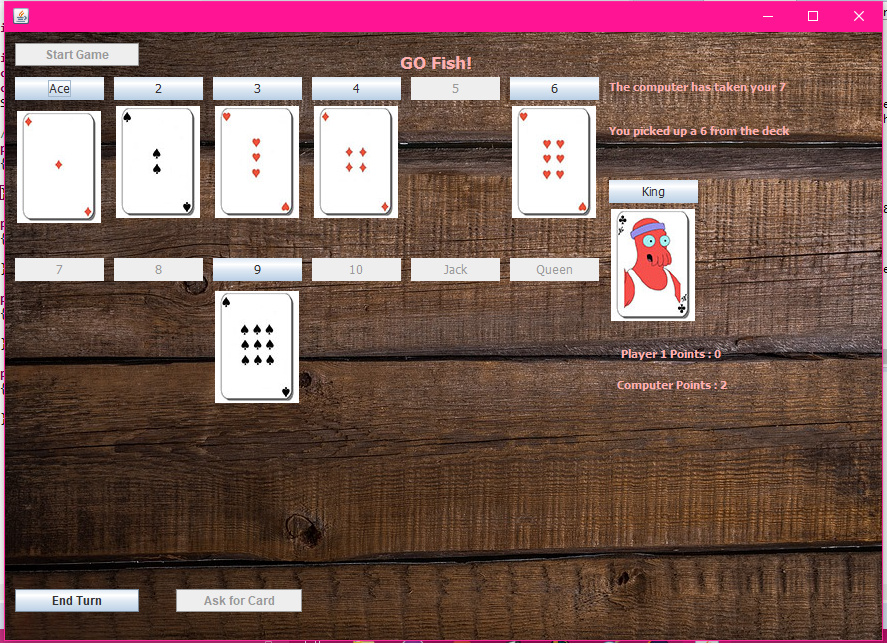 Start Game
GO Fish!
Ace 2 3 4 5 6
The computer has taken your 7
You picked up a 6 from the deck
King
7 8 9 10 Jack Queen
Player 1 Points : 0
Computer Points : 2
End Turn
Ask for Card